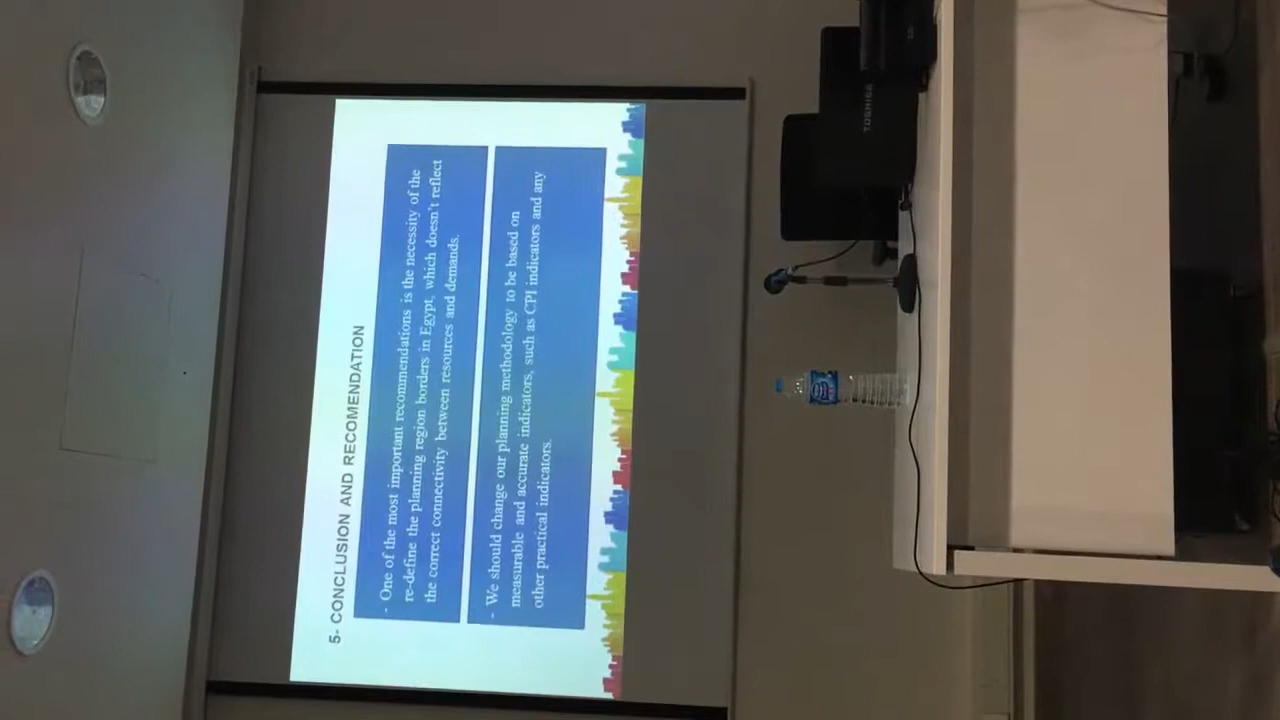 5- CONCLUSION AND RECOMENDATION
- One of the most important recommendations is the necessity of the
re-define the planning region borders in Egypt, which doesn't reflect
the correct connectivity between resources and demands.
- We should change our planning methodology to be based on
measurable and accurate indicators, such as CPI indicators and any
other practical indicators.
TOSHIBA